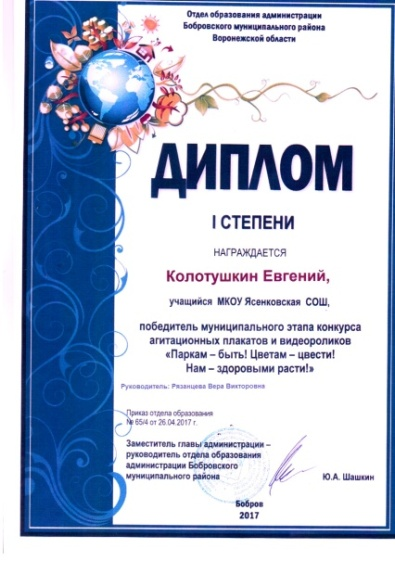 Отдел образования администрации
Бобровского муниципального района
Воронежской области
ДИПЛОМ
I СТЕПЕНИ
НАГРАЖДАЕТСЯ
Колотушкин Евгений,
учащийся МКОУ Ясенковская СОШ,
победитель муниципального этапа конкурса
агитационных плакатов и видеороликов
«Паркам – быть! Цветам – цвести!
Нам – здоровыми расти!»
Руководитель: Рязанцева Вера Викторовна
Приказ отдела образования
№ 65/4 от 26.04.2017 г.
Заместитель главы администрации –
руководитель отдела образования
администрации Бобровского
муниципального района
Ю.А. Шашкин
Бобров
2017